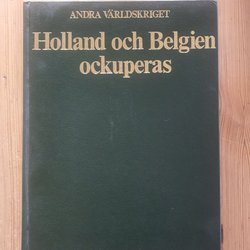 ANDRA VÄRLDSKRIGET
Holland och Belgien
ockuperas